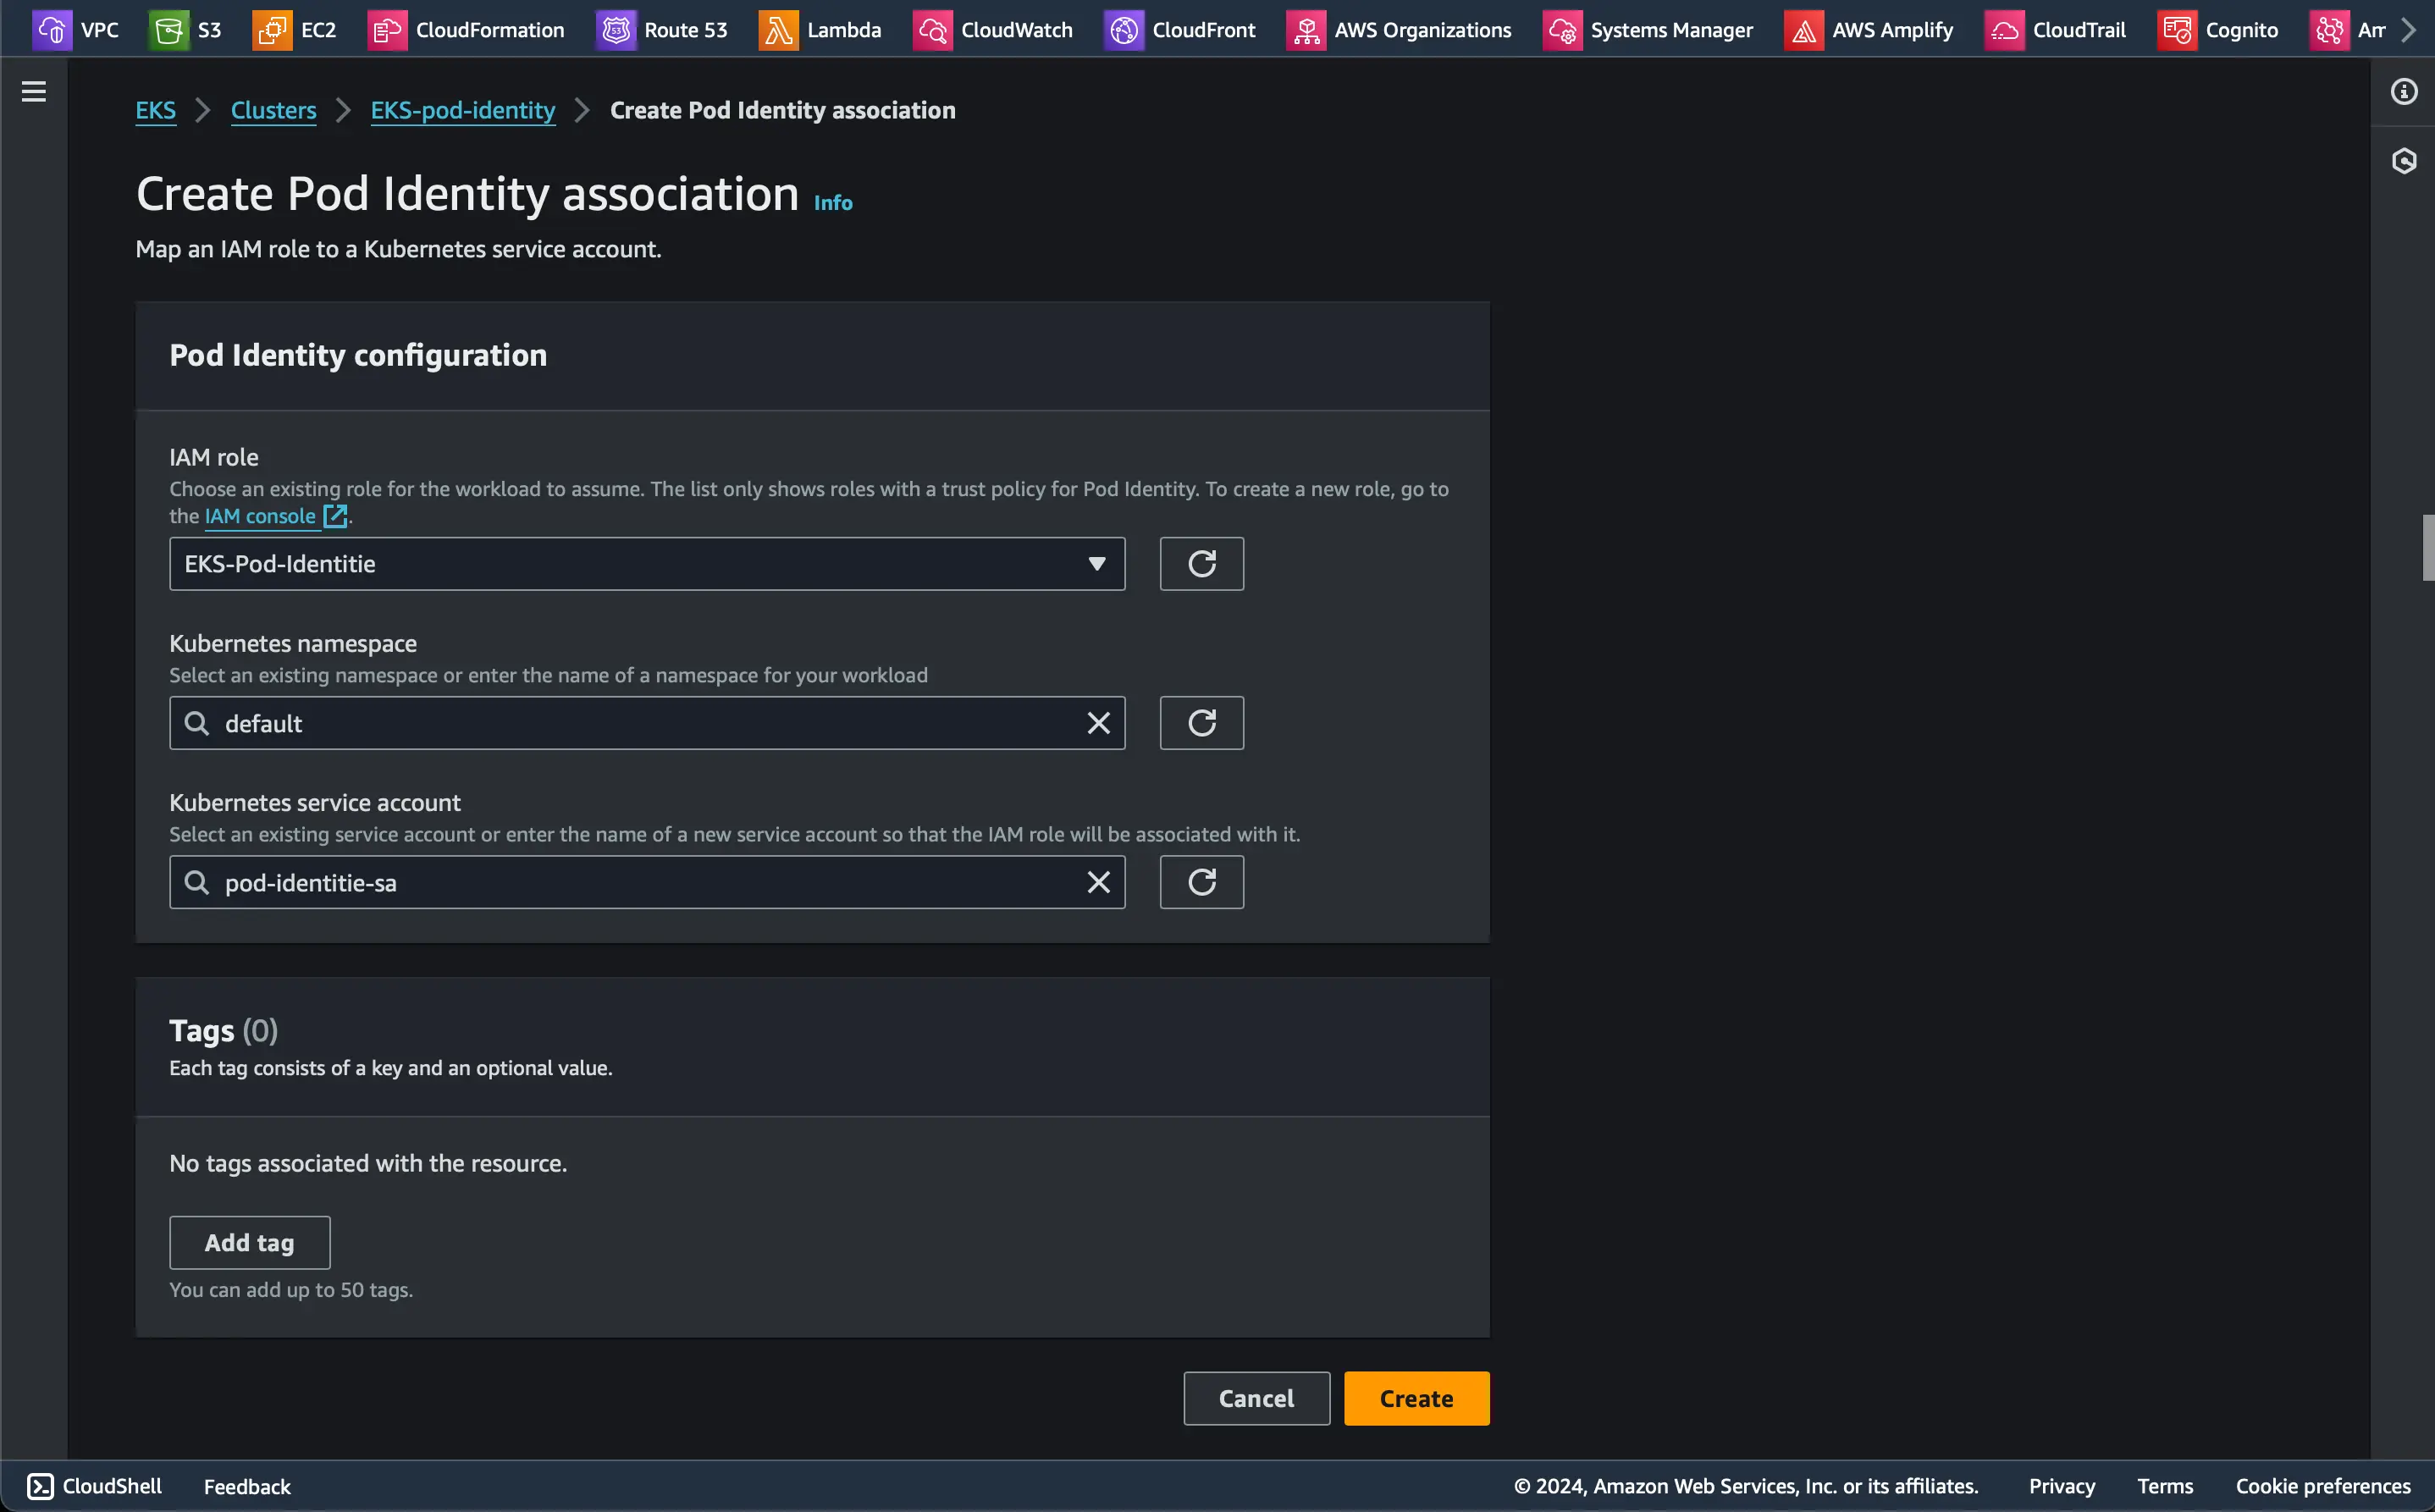 VPC S3 EC2 CloudFormation Route 53 Lambda CloudWatch CloudFront AWS Organizations Systems Manager AWS Amplify CloudTrail Cognito Am
EKS Clusters EKS-pod-identity Create Pod Identity association
Create Pod Identity association Info
Map an IAM role to a Kubernetes service account.
Pod Identity configuration
IAM role
Choose an existing role for the workload to assume. The list only shows roles with a trust policy for Pod Identity. To create a new role, go to
the IAM console.
EKS-Pod-Identitie
Kubernetes namespace
Select an existing namespace or enter the name of a namespace for your workload
default
Kubernetes service account
Select an existing service account or enter the name of a new service account so that the IAM role will be associated with it.
pod-identitie-sa
Tags (0)
Each tag consists of a key and an optional value.
No tags associated with the resource.
Add tag
You can add up to 50 tags.
Cancel Create
CloudShell Feedback © 2024, Amazon Web Services, Inc. or its affiliates. Privacy Terms Cookie preferences